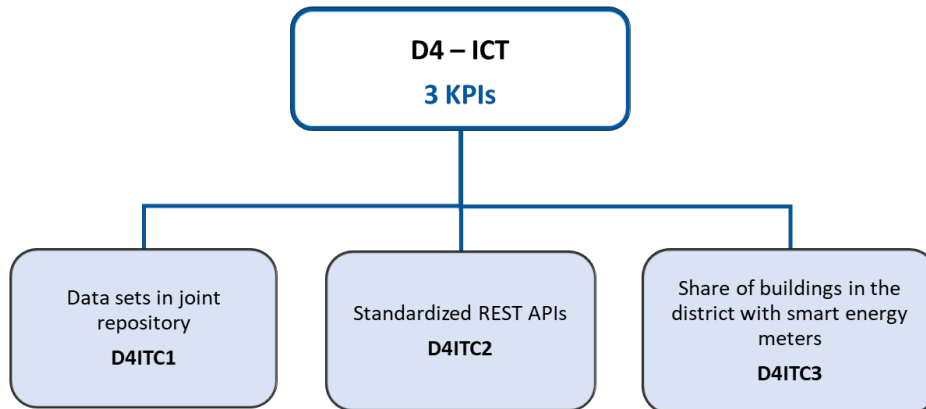 D4 – ICT
3 KPIs
Data sets in joint
repository
D4ITC1
Standardized REST APIs
D4ITC2
Share of buildings in the
district with smart energy
meters
D4ITC3